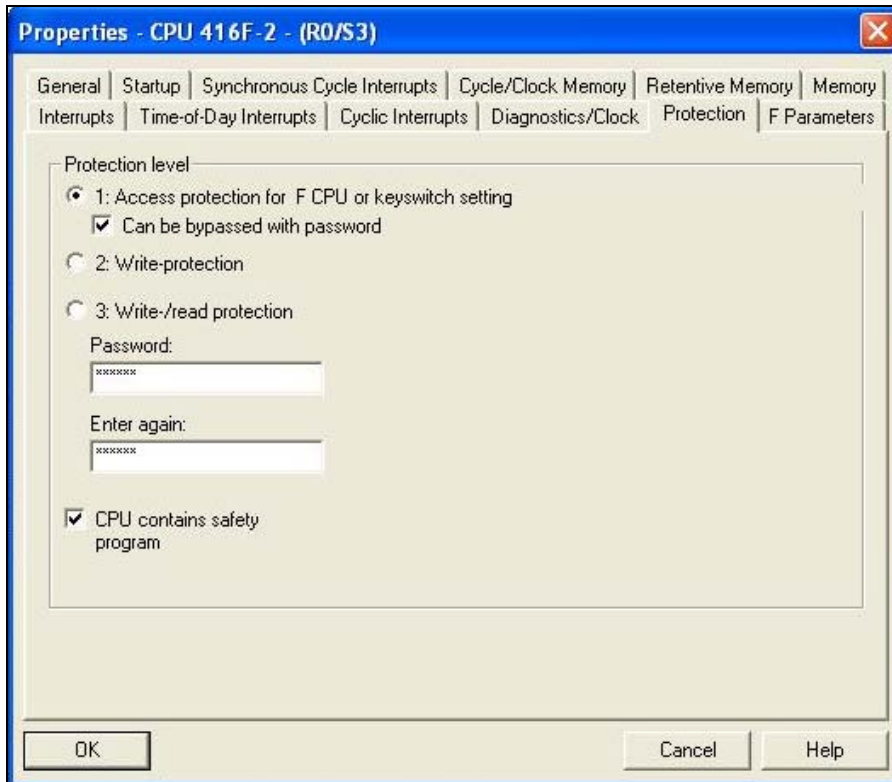 Properties - CPU 416F-2 - (R0/S3)
General Startup Synchronous Cycle Interrupts Cycle/Clock Memory Retentive Memory Memory
Interrupts Time-of-Day Interrupts Cyclic Interrupts Diagnostics/Clock Protection F Parameters
Protection level
1: Access protection for F CPU or keyswitch setting
Can be bypassed with password
2: Write-protection
3: Write-/read protection
Password:
******
Enter again:
******
CPU contains safety
program
OK Cancel Help